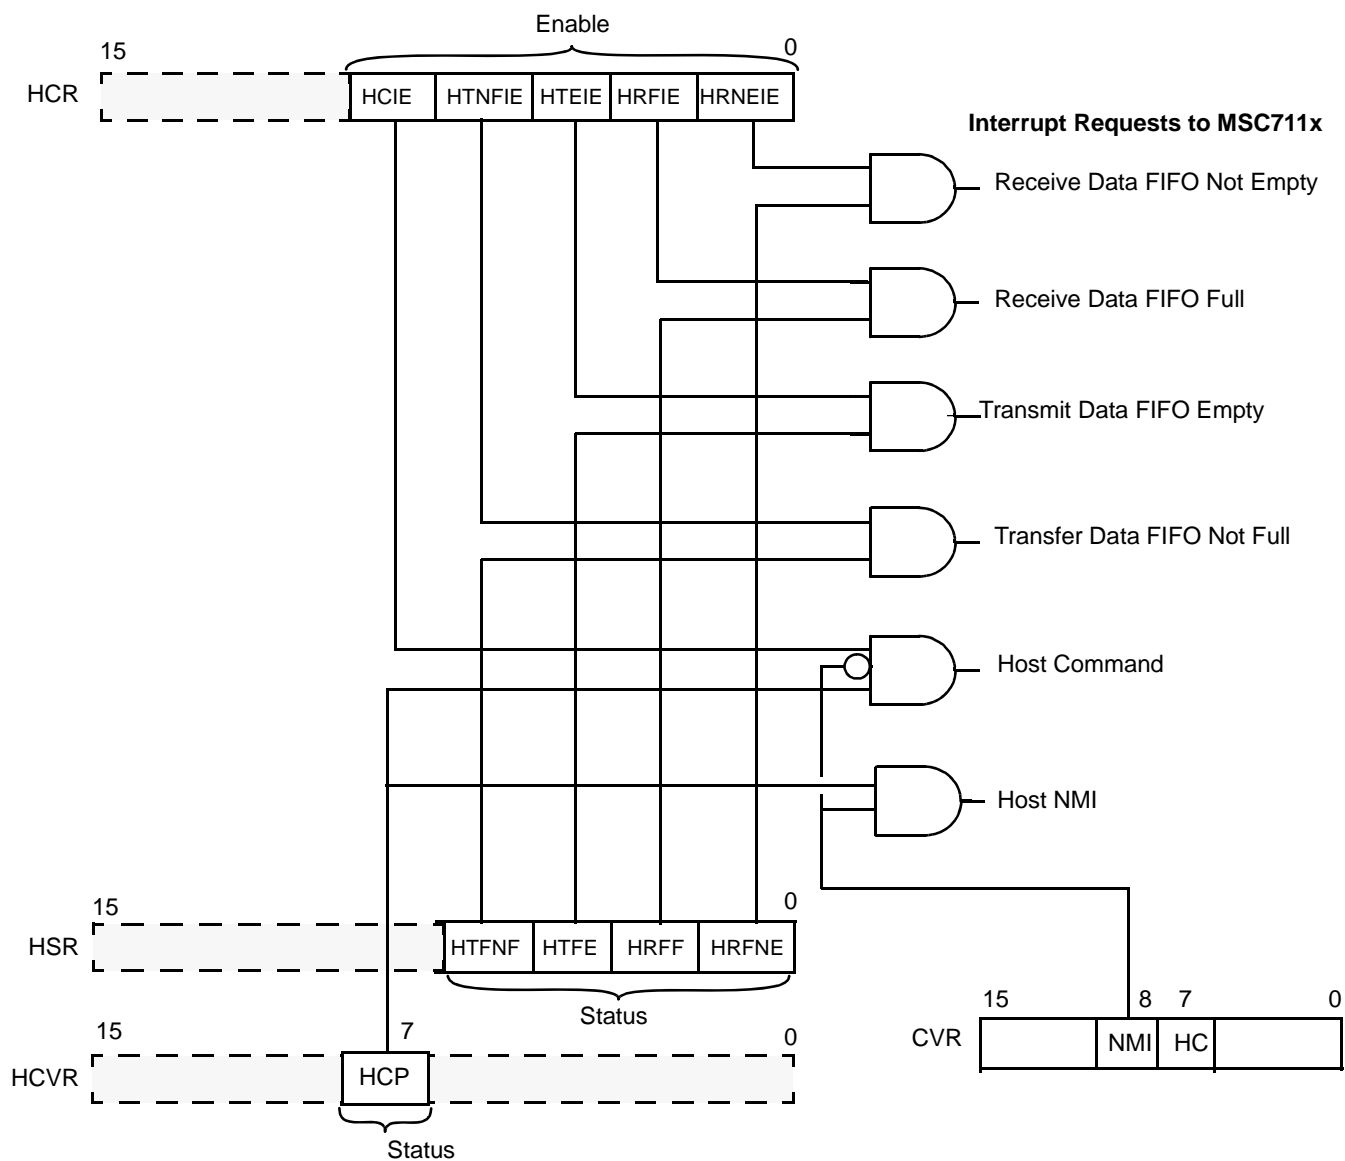 Enable
15
0
HCR
HCIE
HTNFIE
HTEIE
HRFIE
HRNEIE
Interrupt Requests to MSC711x
Receive Data FIFO Not Empty
Receive Data FIFO Full
Transmit Data FIFO Empty
Transfer Data FIFO Not Full
Host Command
Host NMI
15
0
HSR
HTFNF
HTFE
HRFF
HRFNE
Status
15
7
0
HCVR
HCP
Status
15
8
7
0
CVR
NMI
HC